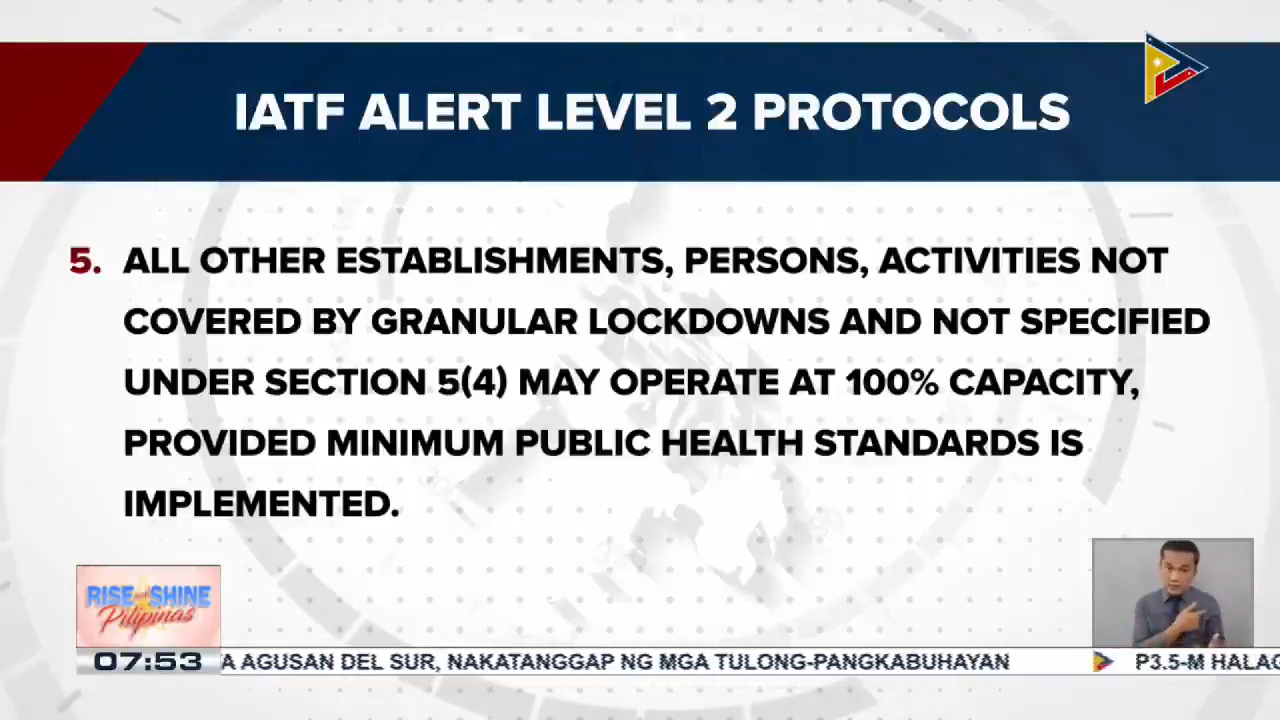 IATF ALERT LEVEL 2 PROTOCOLS
5. ALL OTHER ESTABLISHMENTS, PERSONS, ACTIVITIES NOT
COVERED BY GRANULAR LOCKDOWNS AND NOT SPECIFIED
UNDER SECTION 5(4) MAY OPERATE AT 100% CAPACITY,
PROVIDED MINIMUM PUBLIC HEALTH STANDARDS IS
IMPLEMENTED.
RISE and SHINE
Pilipinas
07:53 A AGUSAN DEL SUR, NAKATANGGAP NG MGA TULONG-PANGKABUHAYAN P3.5-M HALAG